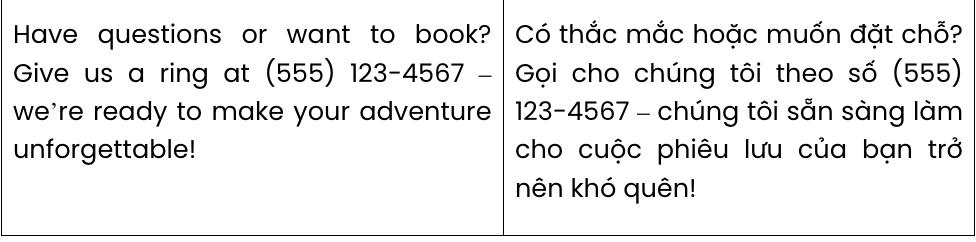 Have questions or want to book?
Give us a ring at (555) 123-4567 –
we’re ready to make your adventure
unforgettable!
Có thắc mắc hoặc muốn đặt chỗ?
Gọi cho chúng tôi theo số (555)
123-4567 – chúng tôi sẵn sàng làm
cho cuộc phiêu lưu của bạn trở
nên khó quên!